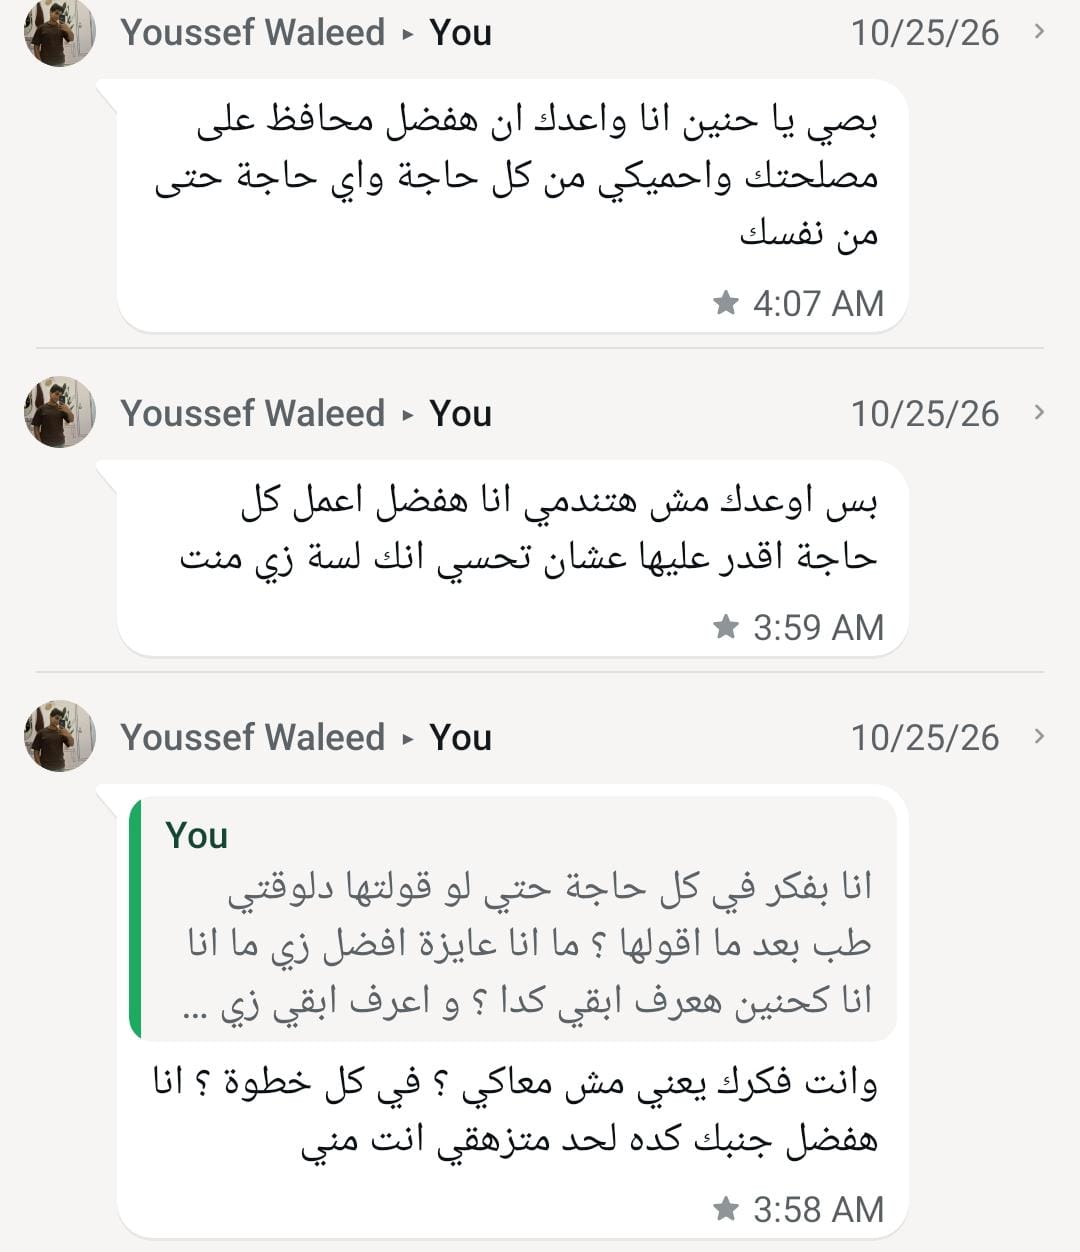 Youssef Waleed ▸ You 10/25/26
بصي يا حنين انا واعدك ان هفضل محافظ على
مصلحتك واحميكي من كل حاجة واي حاجة حتى
من نفسك
4:07 AM
Youssef Waleed ▸ You 10/25/26
بس اوعدك مش هتندمي انا هفضل اعمل كل
حاجة اقدر عليها عشان تحسي انك لسة زي منت
3:59 AM
Youssef Waleed ▸ You 10/25/26
You
انا بفكر في كل حاجة حتي لو قولتها دلوقتي
طب بعد ما اقولها ؟ ما انا عايزة افضل زي ما انا
انا كحنين هعرف ابقي كدا ؟ و اعرف ابقي زي ...
وانت فكرك يعني مش معاكي ؟ في كل خطوة ؟ انا
هفضل جنبك كده لحد متزهقي انت مني
3:58 AM